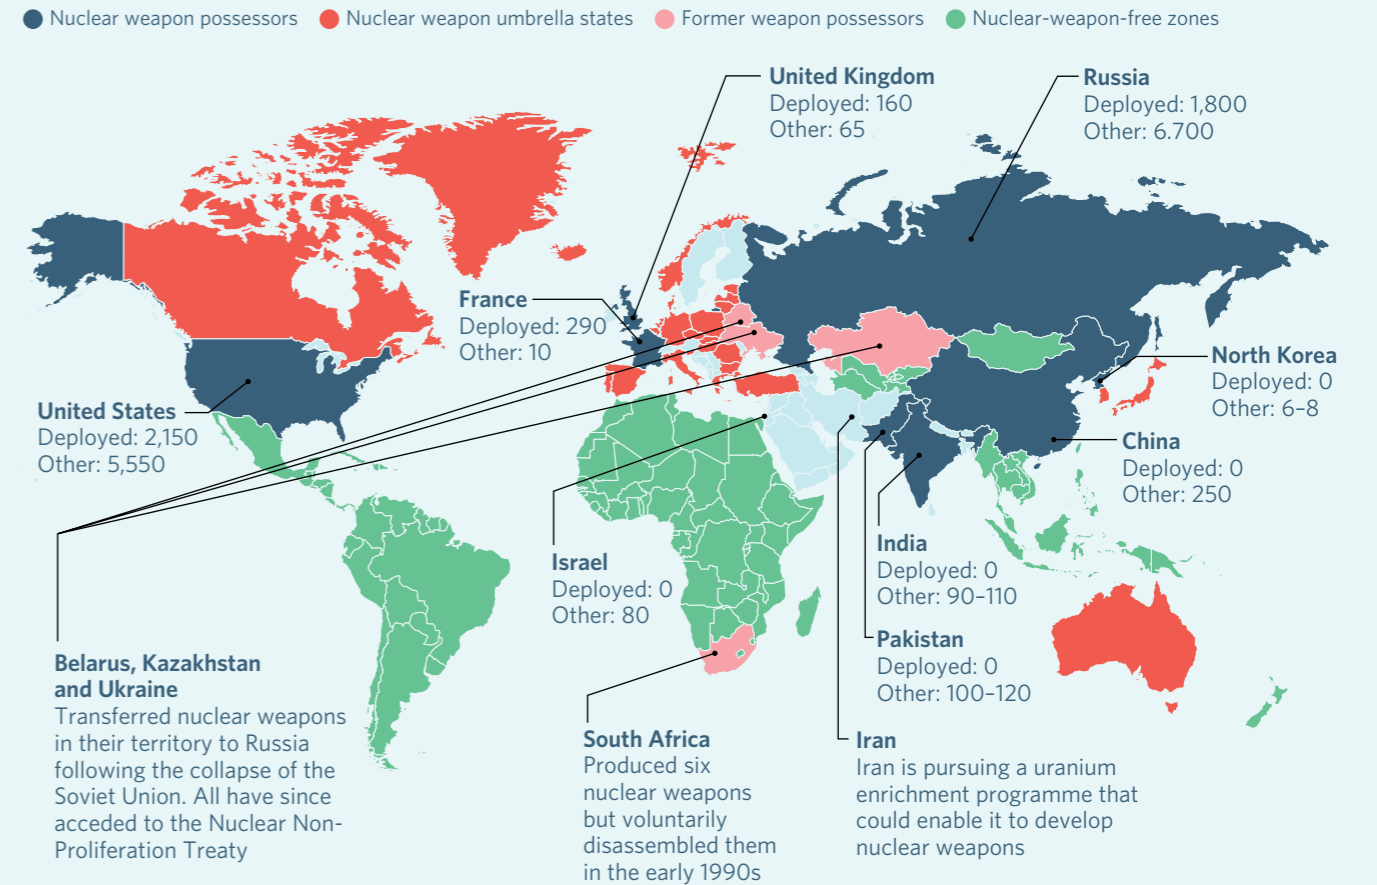 Nuclear weapon possessors
Nuclear weapon umbrella states
Former weapon possessors
Nuclear-weapon-free zones
United Kingdom
Deployed: 160
Other: 65
Russia
Deployed: 1,800
Other: 6.700
France
Deployed: 290
Other: 10
North Korea
Deployed: 0
Other: 6–8
United States
Deployed: 2,150
Other: 5,550
China
Deployed: 0
Other: 250
India
Deployed: 0
Other: 90–110
Israel
Deployed: 0
Other: 80
Pakistan
Deployed: 0
Other: 100–120
Belarus, Kazakhstan
and Ukraine
Transferred nuclear weapons
in their territory to Russia
following the collapse of the
Soviet Union. All have since
acceded to the Nuclear Non-
Proliferation Treaty
South Africa
Produced six
nuclear weapons
but voluntarily
disassembled them
in the early 1990s
Iran
Iran is pursuing a uranium
enrichment programme that
could enable it to develop
nuclear weapons